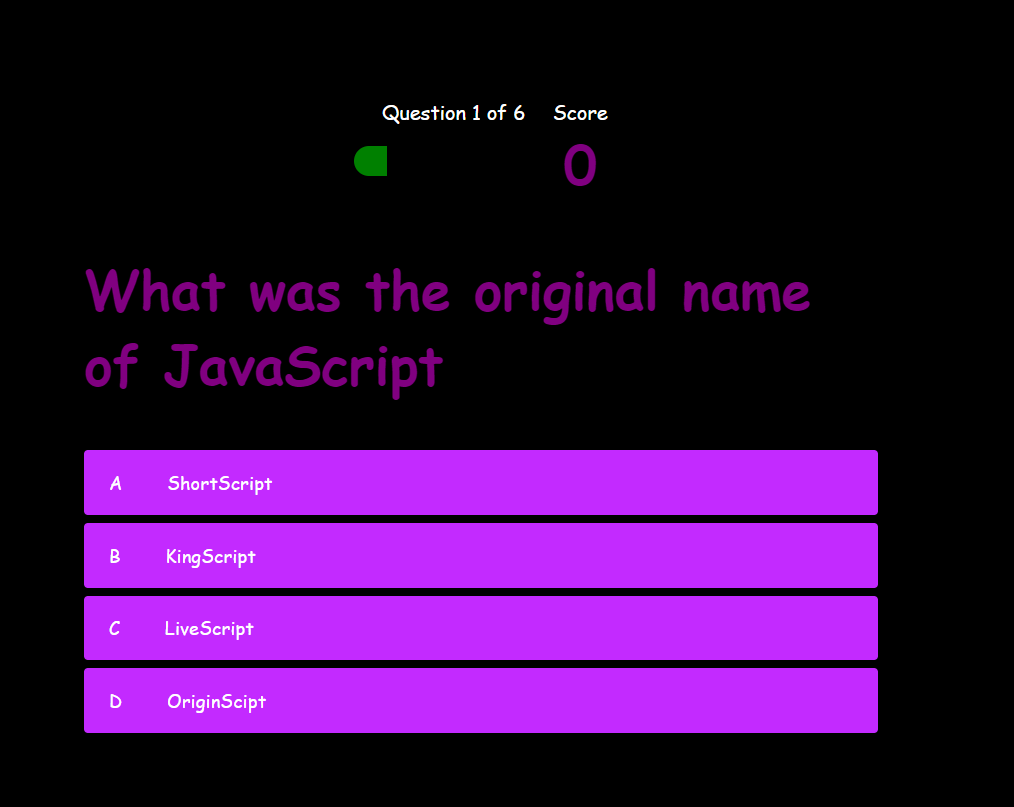 Question 1 of 6 Score
0
What was the original name
of JavaScript
A ShortScript
B KingScript
C LiveScript
D OriginScipt